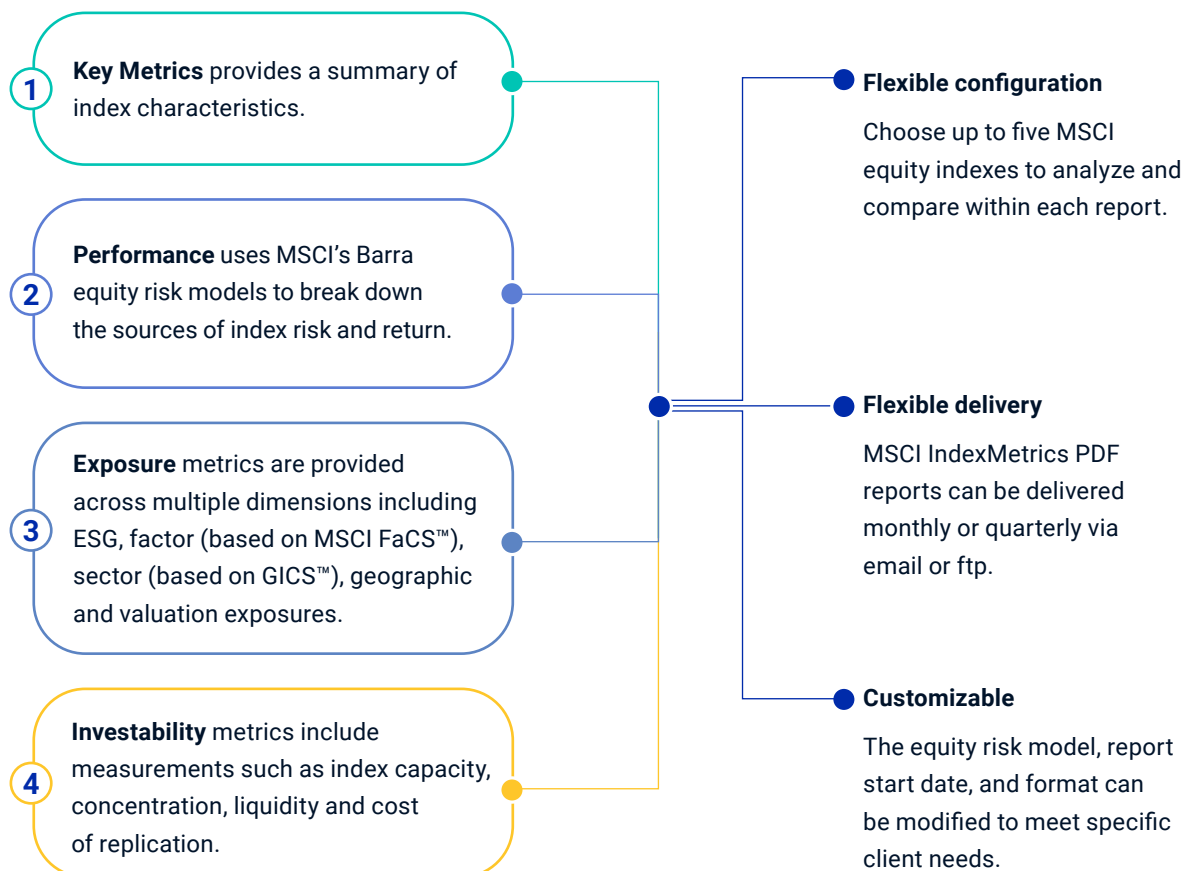 1
Key Metrics provides a summary of
index characteristics.
2
Performance uses MSCI’s Barra
equity risk models to break down
the sources of index risk and return.
3
Exposure metrics are provided
across multiple dimensions including
ESG, factor (based on MSCI FaCS™),
sector (based on GICS™), geographic
and valuation exposures.
4
Investability metrics include
measurements such as index capacity,
concentration, liquidity and cost
of replication.
Flexible configuration
Choose up to five MSCI
equity indexes to analyze and
compare within each report.
Flexible delivery
MSCI IndexMetrics PDF
reports can be delivered
monthly or quarterly via
email or ftp.
Customizable
The equity risk model, report
start date, and format can
be modified to meet specific
client needs.